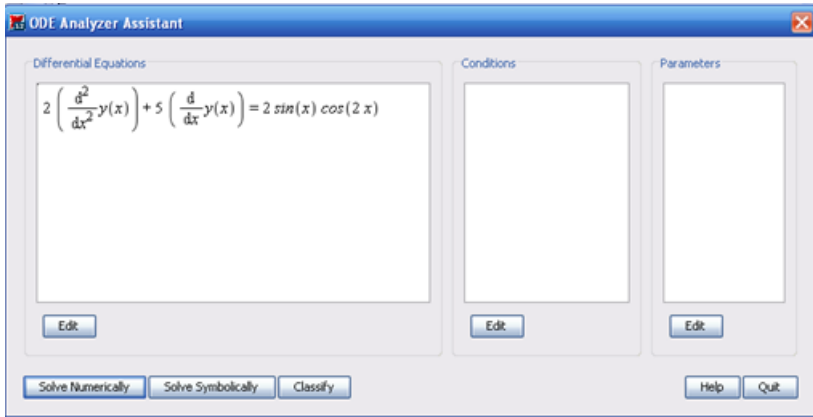 ODE Analyzer Assistant
Differential Equations
Conditions
Parameters
2 (d²/dx² y(x)) + 5 (d/dx y(x)) = 2 sin(x) cos(2 x)
Edit
Edit
Edit
Solve Numerically
Solve Symbolically
Classify
Help
Quit